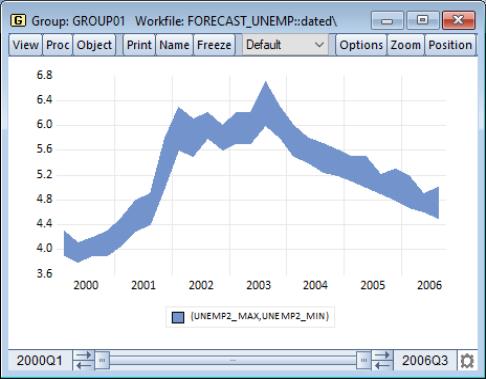 Group: GROUP01 Workfile: FORECAST_UNEMP::dated\
View Proc Object Print Name Freeze Default Options Zoom Position
6.8
6.4
6.0
5.6
5.2
4.8
4.4
4.0
3.6
2000 2001 2002 2003 2004 2005 2006
(UNEMP2_MAX,UNEMP2_MIN)
2000Q1 2006Q3